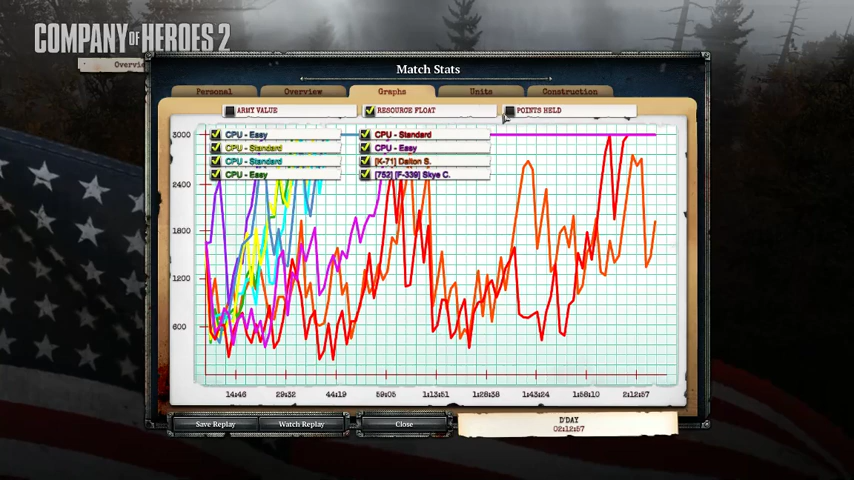 COMPANY OF HEROES 2
Overvie
Match Stats
Personal
Overview
Graphs
Units
Construction
ARMY VALUE
RESOURCE FLOAT
POINTS HELD
CPU - Easy
CPU - Standard
CPU - Standard
CPU - Easy
CPU - Standard
CPU - Easy
[K-71] Dalton S.
[752] [F-339] Skye C.
3000
2400
1800
1200
600
14:46
29:32
44:19
59:05
1:13:51
1:28:38
1:43:24
1:58:10
2:12:57
Save Replay
Watch Replay
Close
D'DAY
02:12:57